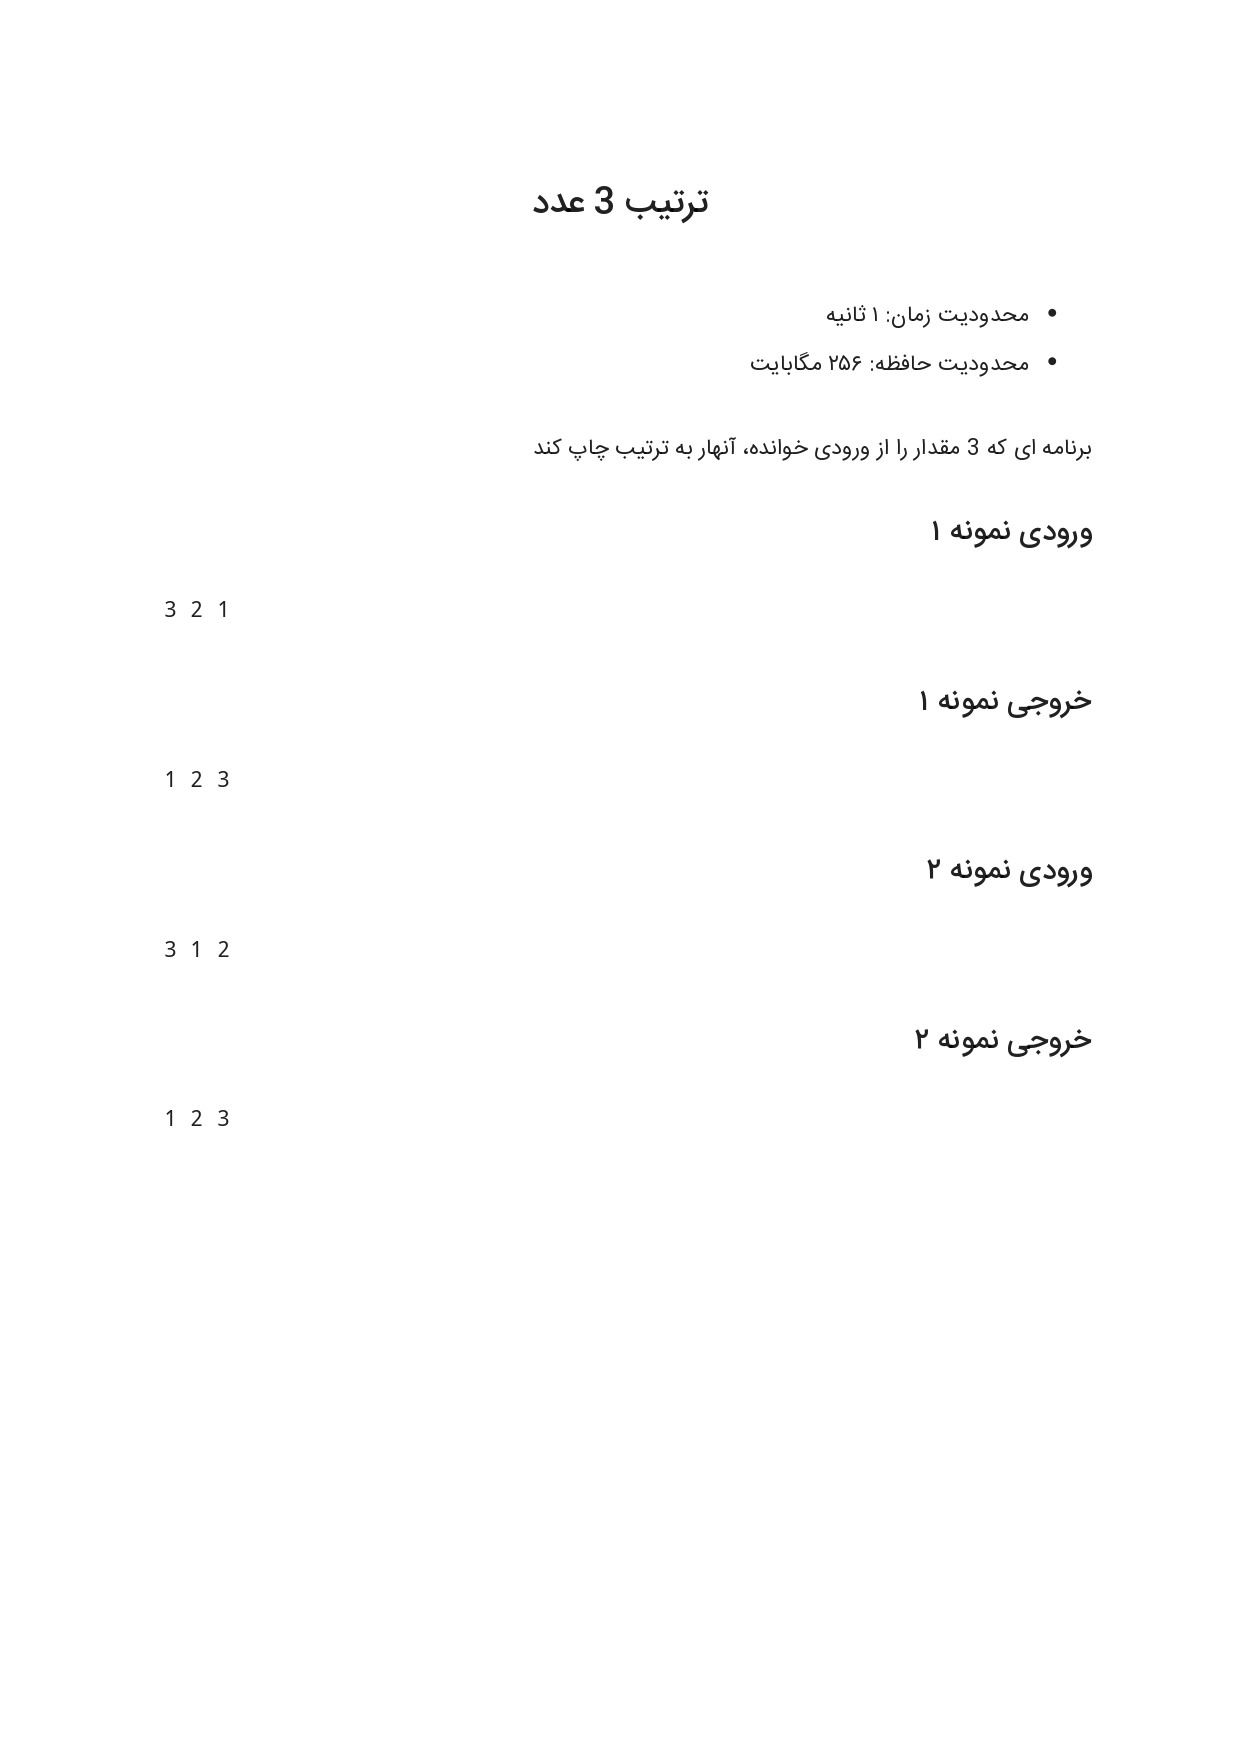 ترتیب 3 عدد
• محدودیت زمان: ۱ ثانیه
• محدودیت حافظه: ۲۵۶ مگابایت
برنامه ای که 3 مقدار را از ورودی خوانده، آنهار به ترتیب چاپ کند
ورودی نمونه ۱
3 2 1
خروجی نمونه ۱
1 2 3
ورودی نمونه ۲
3 1 2
خروجی نمونه ۲
1 2 3